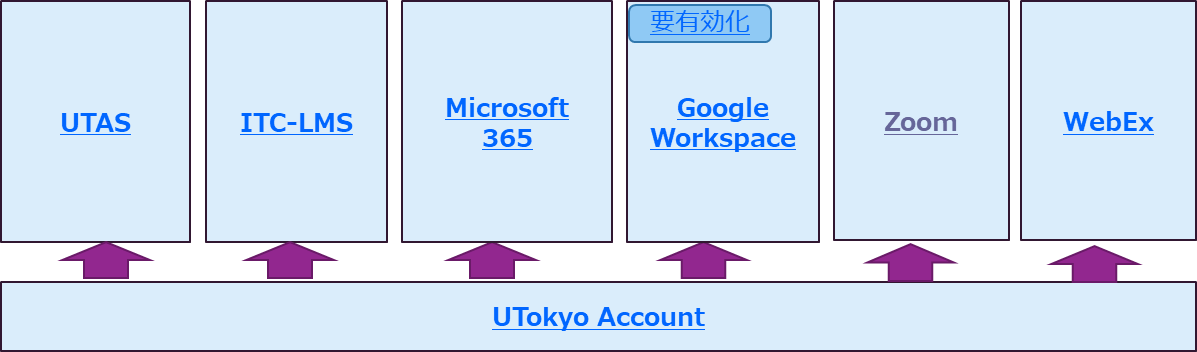 要有効化
UTAS
ITC-LMS
Microsoft
365
Google
Workspace
Zoom
WebEx
UTokyo Account